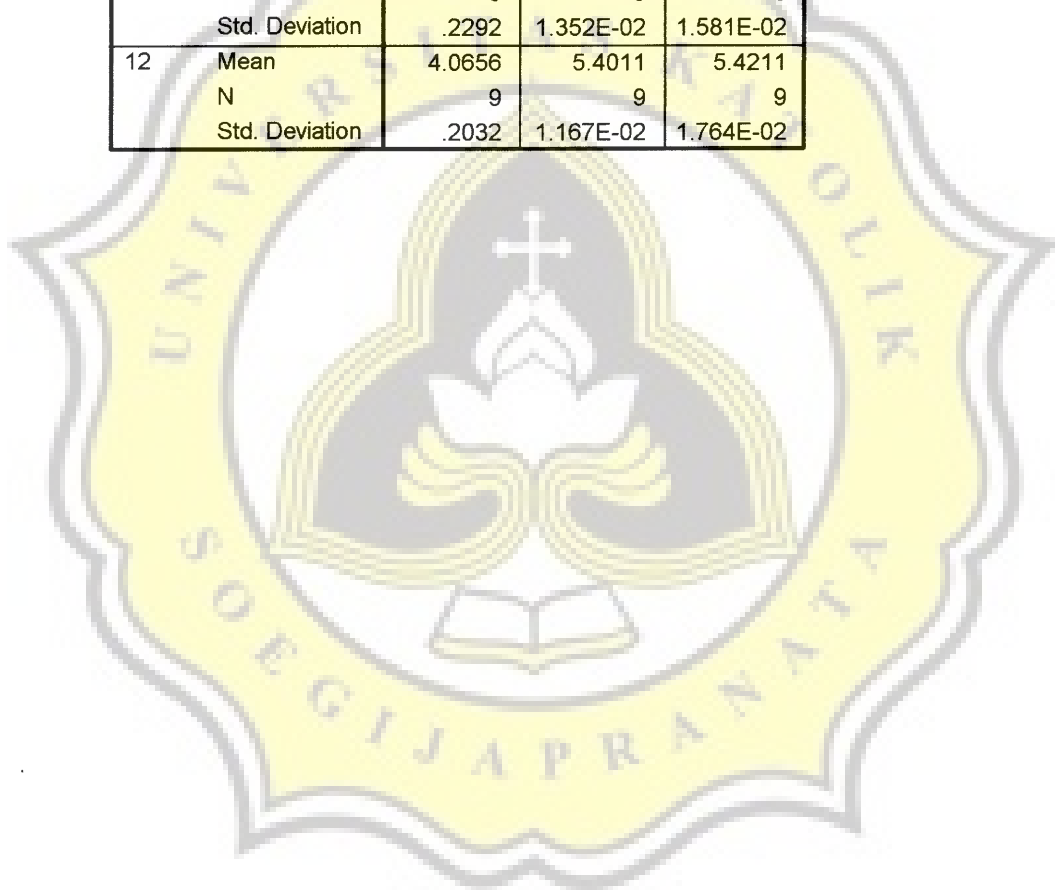 Std. Deviation .2292 1.352E-02 1.581E-02
12 Mean 4.0656 5.4011 5.4211
N 9 9 9
Std. Deviation .2032 1.167E-02 1.764E-02
UNIVERSITAS KATOLIK
SOEGIJAPRANATA